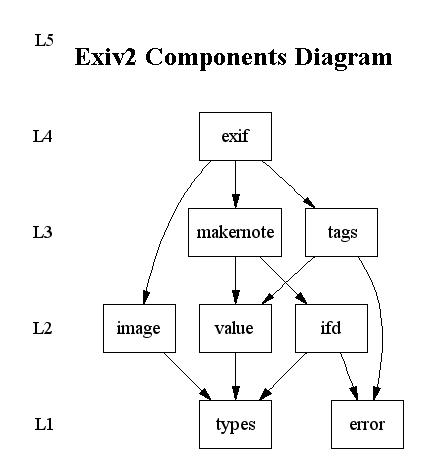 L5
Exiv2 Components Diagram
L4
exif
L3
makernote
tags
L2
image
value
ifd
L1
types
error